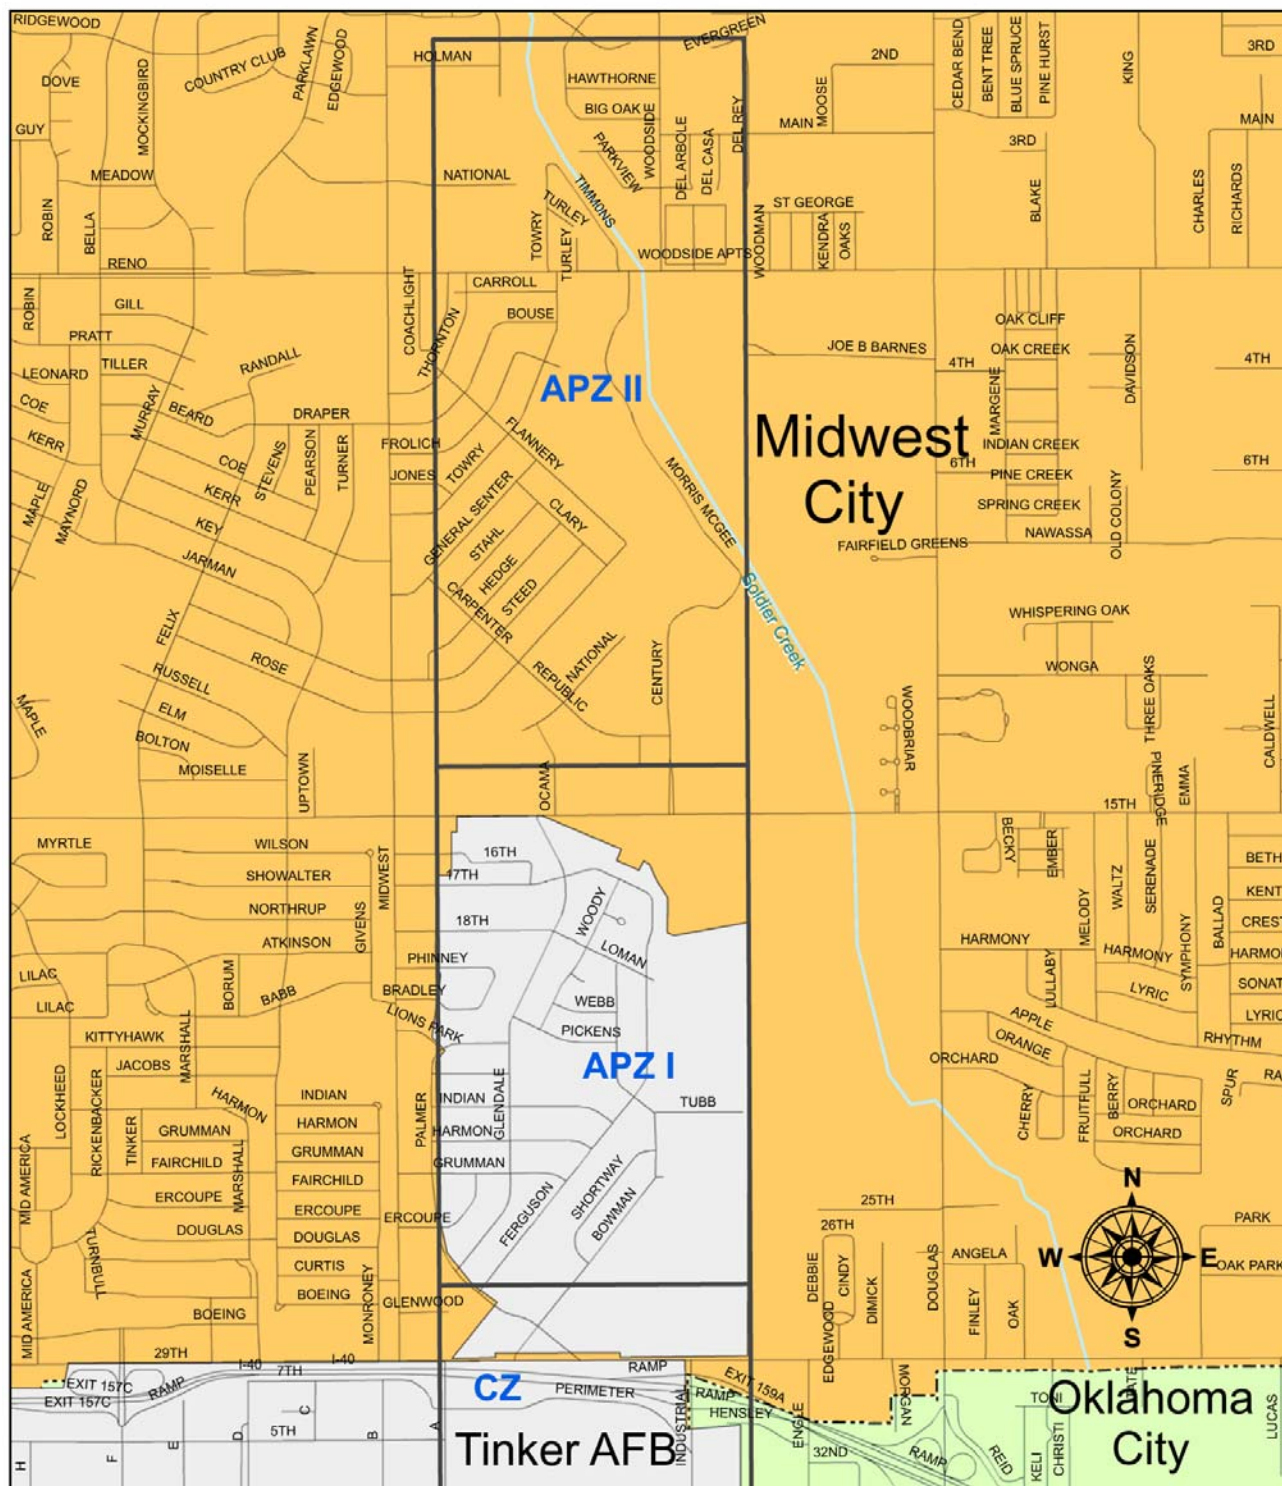 RIDGEWOOD
COUNTRY CLUB
PARKLAWN
EDGEWOOD
HOLMAN
EVERGREEN
2ND
CEDAR BEND
BENT TREE
BLUE SPRUCE
PINE HURST
KING
3RD
DOVE
MOCKINGBIRD
HAWTHORNE
BIG OAK
WOODSIDE
MOOSE
MAIN
DEL REY
MAIN
GUY
3RD
PARKVIEW
DEL ARBOLE
DEL CASA
MEADOW
NATIONAL
TIMMONS
BLAKE
CHARLES
RICHARDS
ROBIN
BELLA
TURLEY
TOWRY
TURLEY
ST GEORGE
WOODMAN
KENDRA
OAKS
WOODSIDE APTS
RENO
CARROLL
ROBIN
GILL
BOUSE
COACHLIGHT
THORNTON
OAK CLIFF
PRATT
JOE B BARNES
OAK CREEK
DAVIDSON
4TH
4TH
LEONARD
TILLER
RANDALL
APZ II
MARGENE
COE
MURRAY
BEARD
DRAPER
FLANNERY
Midwest
City
KERR
FROLICH
INDIAN CREEK
COE
STEVENS
PEARSON
TURNER
JONES
TOWRY
6TH
PINE CREEK
6TH
MAPLE
MAYNORD
KERR
GENERAL SENTER
CLARY
MORRIS MCGEE
SPRING CREEK
OLD COLONY
KEY
STAHL
NAWASSA
JARMAN
HEDGE
FAIRFIELD GREENS
STEED
CARPENTER
Soldier Creek
WHISPERING OAK
FELIX
ROSE
NATIONAL
CENTURY
WONGA
RUSSELL
REPUBLIC
THREE OAKS
MAPLE
ELM
WOODBRIAR
CALDWELL
BOLTON
MOISELLE
UPTOWN
OCAMA
PINERIDGE
EMMA
15TH
MYRTLE
WILSON
16TH
BECKY
EMBER
BETH
SHOWALTER
MIDWEST
17TH
WALTZ
SERENADE
KENT
NORTHRUP
18TH
WOODY
MELODY
BALLAD
CREST
GIVENS
ATKINSON
LOMAN
HARMONY
HARMONY
SYMPHONY
HARMO
PHINNEY
LILAC
BORUM
BABB
BRADLEY
WEBB
LULLABY
LYRIC
SONAT
LILAC
LIONS PARK
PICKENS
APPLE
LYRIC
KITTYHAWK
MARSHALL
ORANGE
RHYTHM
JACOBS
APZ I
ORCHARD
LOCKHEED
RICKENBACKER
HARMON
INDIAN
PALMER
INDIAN
GLENDALE
TUBB
CHERRY
FRUITFULL
BERRY
ORCHARD
SPUR
RA
TINKER
GRUMMAN
HARMON
HARMON
ORCHARD
FAIRCHILD
MARSHALL
GRUMMAN
GRUMMAN
MID AMERICA
FAIRCHILD
SHORTWAY
N
ERCOUPE
ERCOUPE
ERCOUPE
FERGUSON
BOWMAN
25TH
DOUGLAS
DOUGLAS
26TH
PARK
TURNBULL
CURTIS
DEBBIE
CINDY
DIMICK
DOUGLAS
ANGELA
W
E
OAK PARK
MID AMERICA
BOEING
BOEING
MONRONEY
GLENWOOD
EDGEWOOD
FINLEY
OAK
S
29TH
I-40
7TH
I-40
RAMP
EXIT 159A
EXIT 157C
RAMP
CZ
PERIMETER
RAMP
MORGAN
TONI
Oklahoma
City
LUCAS
EXIT 157C
INDUSTRIAL
HENSLEY
ENGLE
C
H
F
E
D
5TH
B
A
Tinker AFB
32ND
RAMP
REID
KELI
CHRISTI